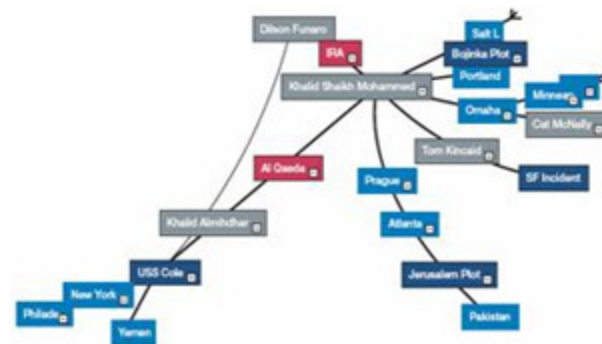 Dilson Funaro
Salt L
IRA
Bojinka Plot
Khalid Shaikh Mohammed
Portland
Minneap
Omaha
Cat McNally
Tom Kincaid
Al Qaeda
SF Incident
Prague
Khalid Almihdhar
Atlanta
USS Cole
Jerusalem Plot
New York
Philade
Yemen
Pakistan